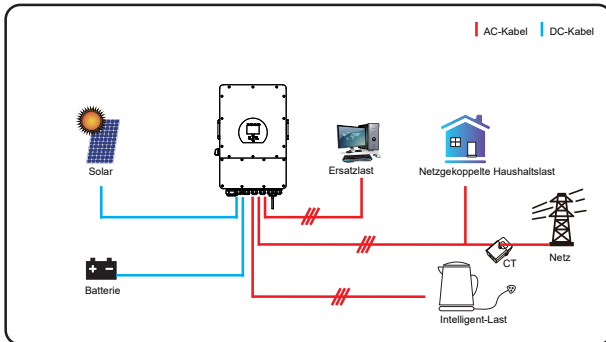 AC-Kabel
DC-Kabel
Solar
Ersatzlast
Netzgekoppelte Haushaltslast
Batterie
CT
Netz
Intelligent-Last